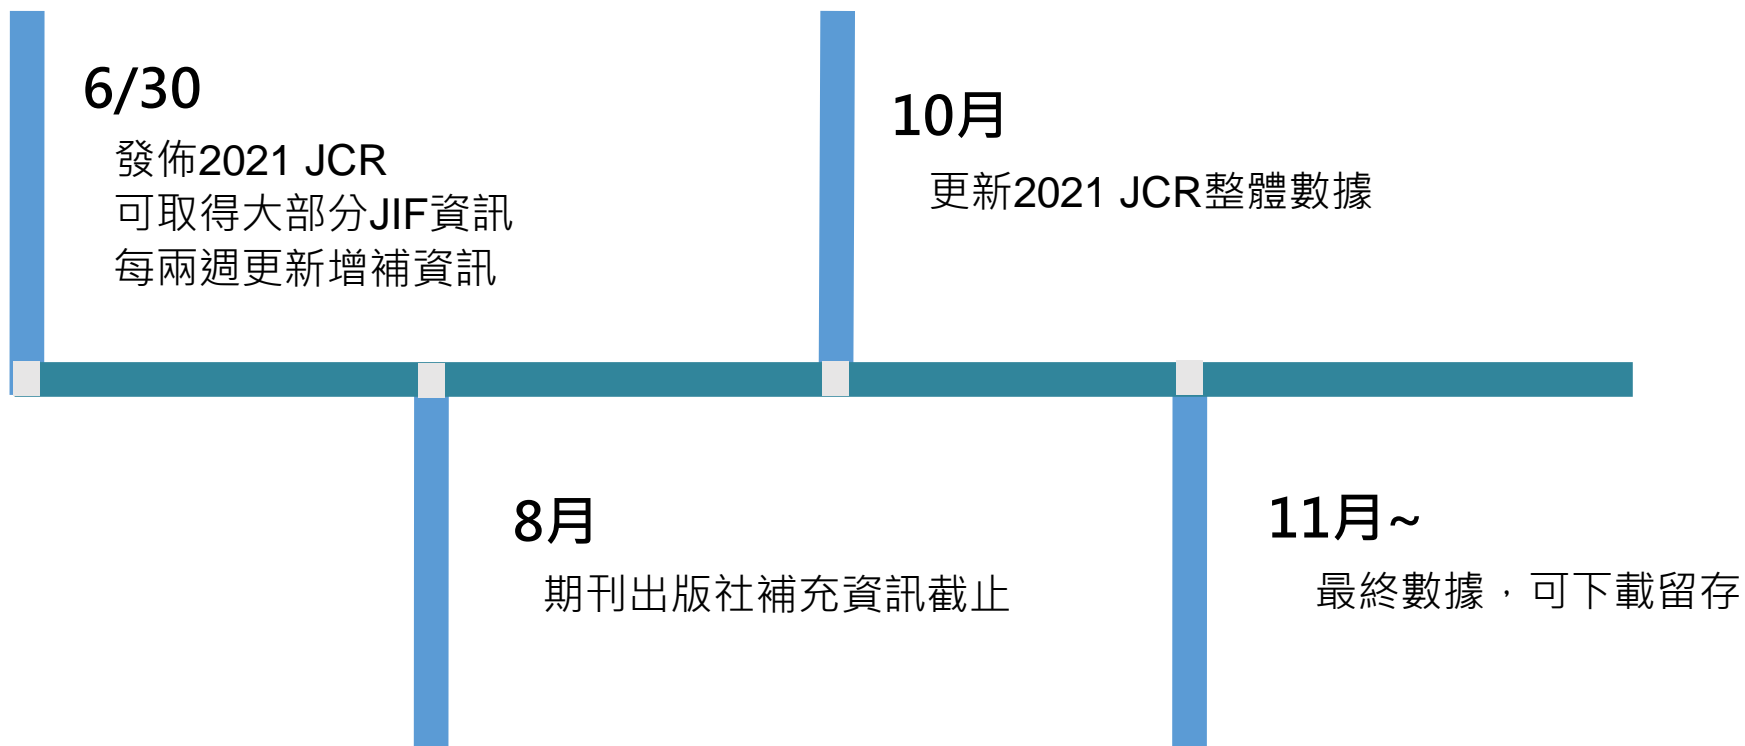 6/30
發佈2021 JCR
可取得大部分JIF資訊
每兩週更新增補資訊
8月
期刊出版社補充資訊截止
10月
更新2021 JCR整體數據
11月~
最終數據，可下載留存